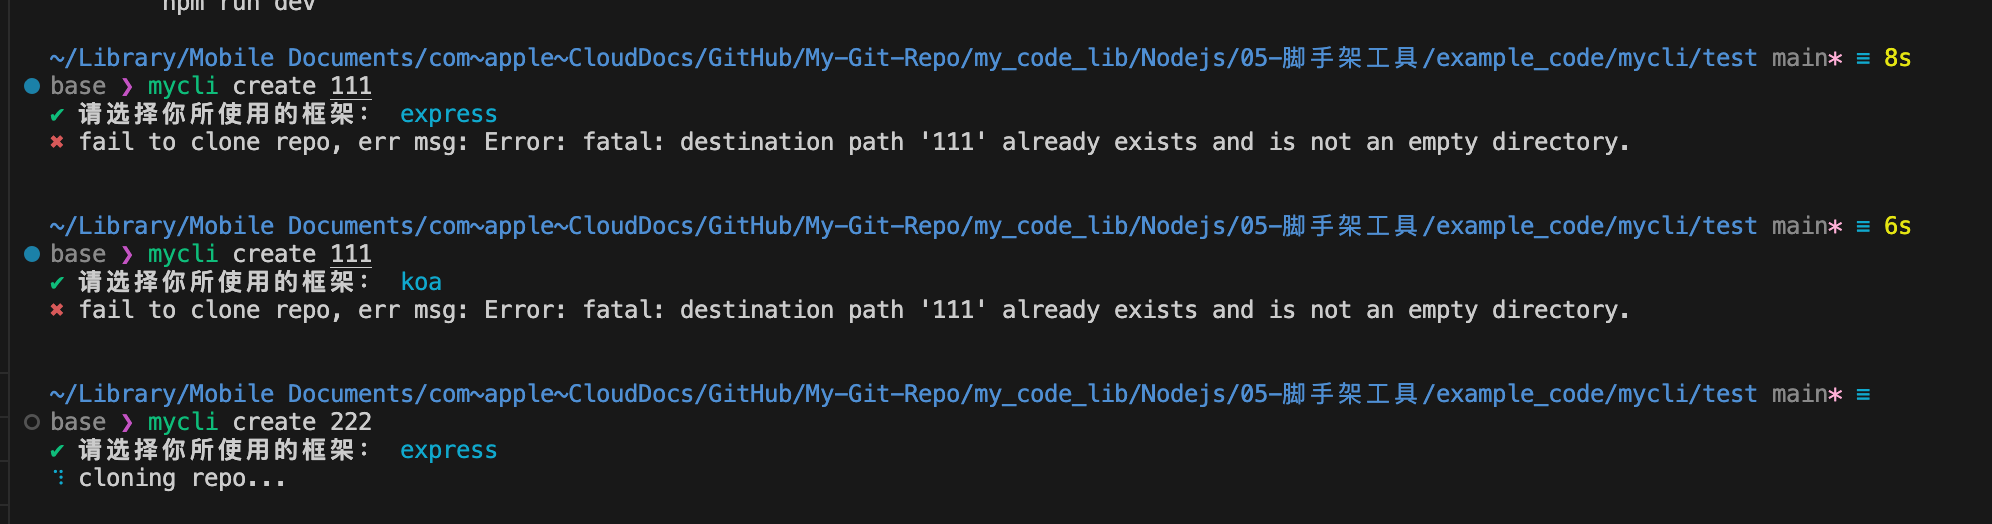 npm run dev
~/Library/Mobile Documents/com~apple~CloudDocs/GitHub/My-Git-Repo/my_code_lib/Nodejs/05-脚手架工具/example_code/mycli/test main* ≡ 8s
base ❯ mycli create 111
✔ 请选择你所使用的框架： express
✖ fail to clone repo, err msg: Error: fatal: destination path '111' already exists and is not an empty directory.
~/Library/Mobile Documents/com~apple~CloudDocs/GitHub/My-Git-Repo/my_code_lib/Nodejs/05-脚手架工具/example_code/mycli/test main* ≡ 6s
base ❯ mycli create 111
✔ 请选择你所使用的框架： koa
✖ fail to clone repo, err msg: Error: fatal: destination path '111' already exists and is not an empty directory.
~/Library/Mobile Documents/com~apple~CloudDocs/GitHub/My-Git-Repo/my_code_lib/Nodejs/05-脚手架工具/example_code/mycli/test main* ≡
base ❯ mycli create 222
✔ 请选择你所使用的框架： express
⠹ cloning repo...